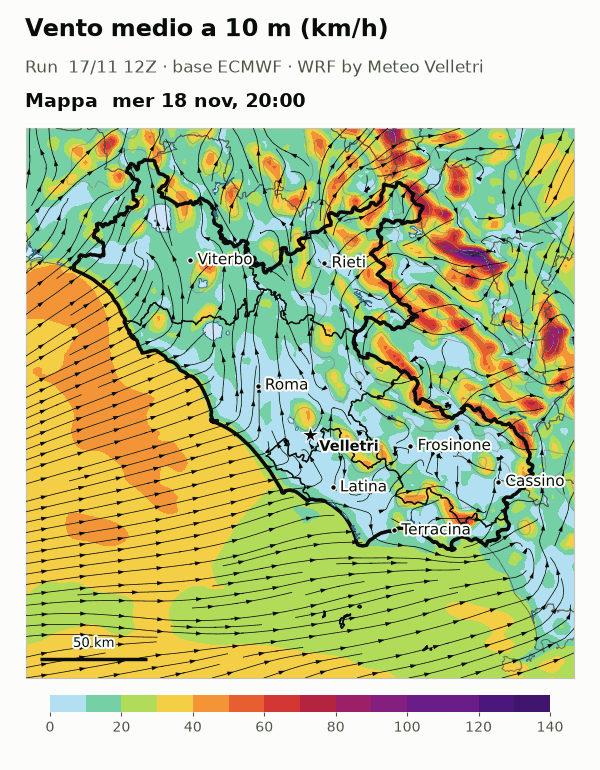 Vento medio a 10 m (km/h)
Run  17/11 12Z · base ECMWF · WRF by Meteo Velletri
Mappa  mer 18 nov, 20:00
Viterbo
Rieti
Roma
Velletri
Frosinone
Cassino
Latina
Terracina
50 km
0 20 40 60 80 100 120 140